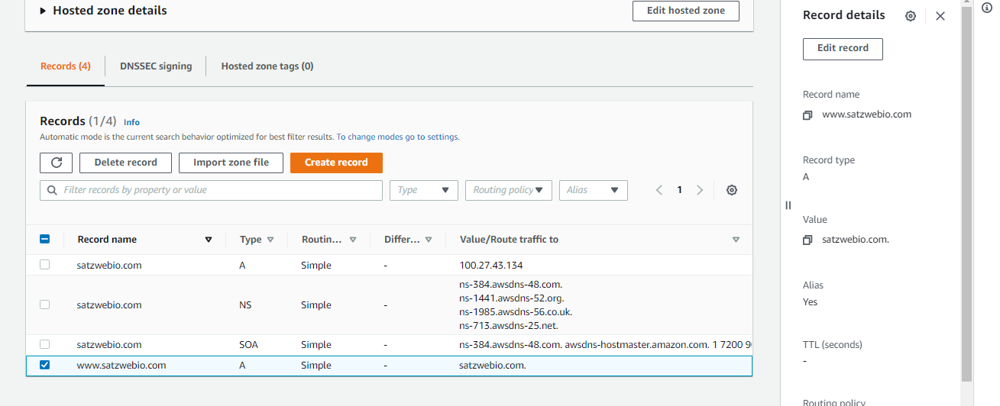 Hosted zone details
Edit hosted zone
Records (4)
DNSSEC signing
Hosted zone tags (0)
Records (1/4) Info
Automatic mode is the current search behavior optimized for best filter results. To change modes go to settings.
Delete record
Import zone file
Create record
Filter records by property or value
Type
Routing policy
Alias
1
Record name Type Routin... Differ... Value/Route traffic to
satzwebio.com A Simple - 100.27.43.134
satzwebio.com NS Simple - ns-384.awsdns-48.com.
ns-1441.awsdns-52.org.
ns-1985.awsdns-56.co.uk.
ns-713.awsdns-25.net.
satzwebio.com SOA Simple - ns-384.awsdns-48.com. awsdns-hostmaster.amazon.com. 1 7200
www.satzwebio.com A Simple - satzwebio.com.
Record details
Edit record
Record name
www.satzwebio.com
Record type
A
Value
satzwebio.com.
Alias
Yes
TTL (seconds)
-
Routing policy